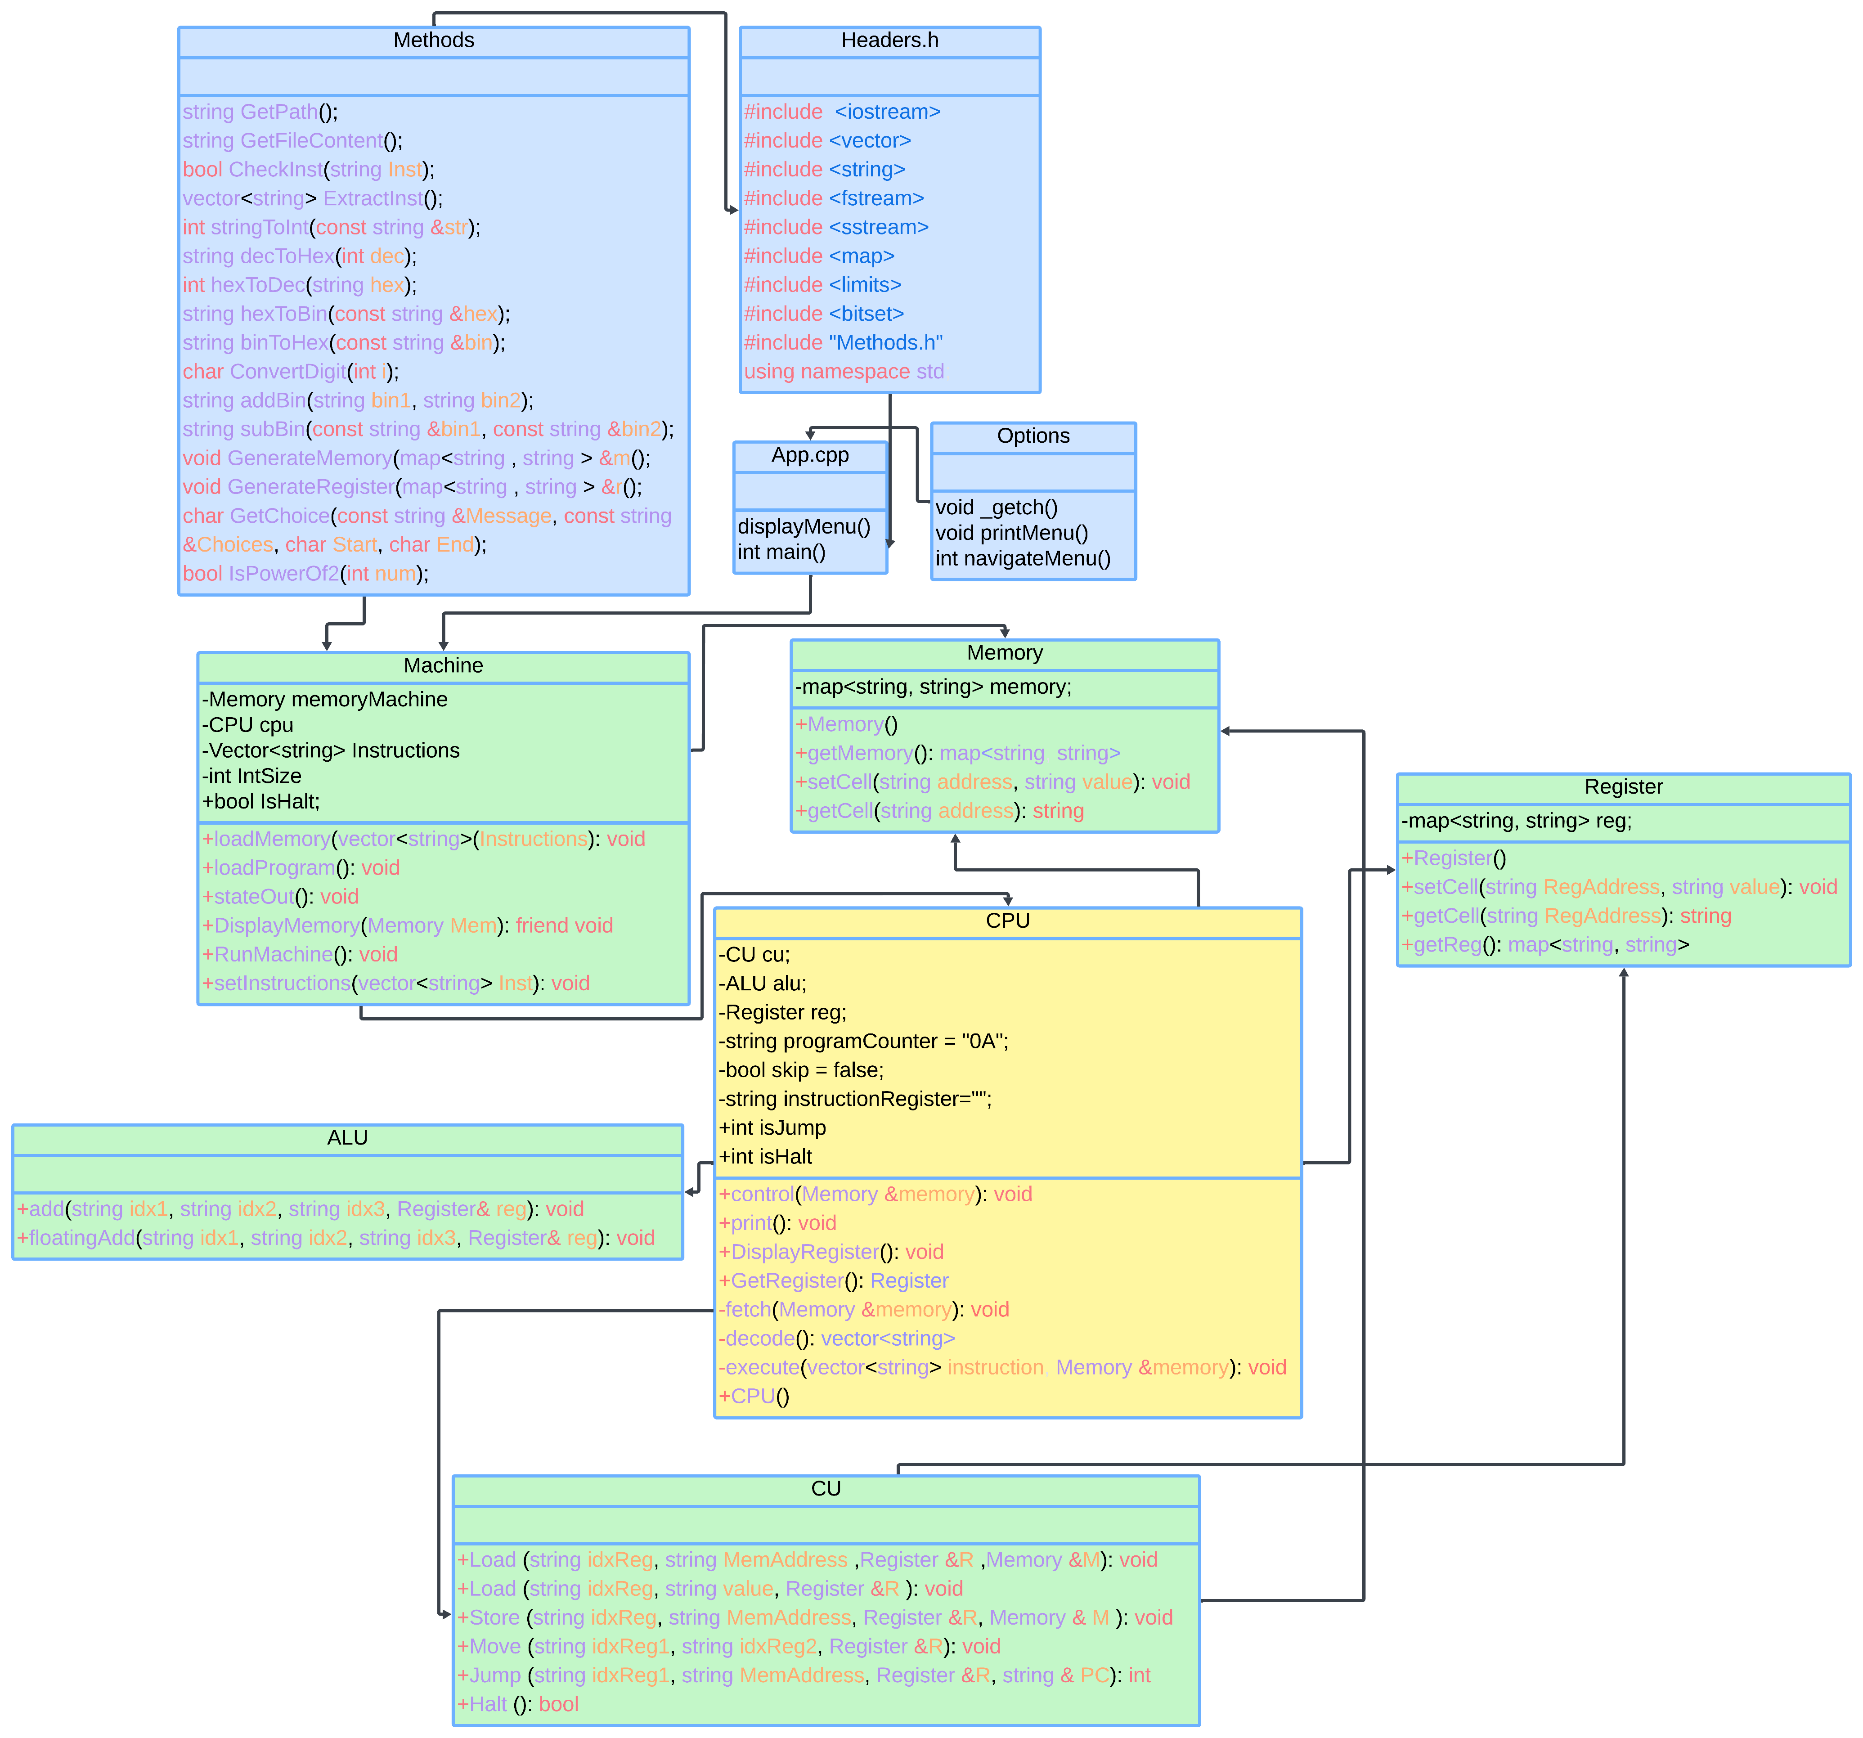 Methods
string GetPath();
string GetFileContent();
bool CheckInst(string Inst);
vector<string> ExtractInst();
int stringToInt(const string &str);
string decToHex(int dec);
int hexToDec(string hex);
string hexToBin(const string &hex);
string binToHex(const string &bin);
char ConvertDigit(int i);
string addBin(string bin1, string bin2);
string subBin(const string &bin1, const string &bin2);
void GenerateMemory(map<string , string > &m();
void GenerateRegister(map<string , string > &r();
char GetChoice(const string &Message, const string
&Choices, char Start, char End);
bool IsPowerOf2(int num);
Headers.h
#include  <iostream>
#include <vector>
#include <string>
#include <fstream>
#include <sstream>
#include <map>
#include <limits>
#include <bitset>
#include "Methods.h"
using namespace std
App.cpp
displayMenu()
int main()
Options
void _getch()
void printMenu()
int navigateMenu()
Machine
-Memory memoryMachine
-CPU cpu
-Vector<string> Instructions
-int IntSize
+bool IsHalt;
+loadMemory(vector<string>(Instructions): void
+loadProgram(): void
+stateOut(): void
+DisplayMemory(Memory Mem): friend void
+RunMachine(): void
+setInstructions(vector<string> Inst): void
Memory
-map<string, string> memory;
+Memory()
+getMemory(): map<string  string>
+setCell(string address, string value): void
+getCell(string address): string
Register
-map<string, string> reg;
+Register()
+setCell(string RegAddress, string value): void
+getCell(string RegAddress): string
+getReg(): map<string, string>
CPU
-CU cu;
-ALU alu;
-Register reg;
-string programCounter = "0A";
-bool skip = false;
-string instructionRegister="";
+int isJump
+int isHalt
+control(Memory &memory): void
+print(): void
+DisplayRegister(): void
+GetRegister(): Register
-fetch(Memory &memory): void
-decode(): vector<string>
-execute(vector<string> instruction, Memory &memory): void
+CPU()
ALU
+add(string idx1, string idx2, string idx3, Register& reg): void
+floatingAdd(string idx1, string idx2, string idx3, Register& reg): void
CU
+Load (string idxReg, string MemAddress ,Register &R ,Memory &M): void
+Load (string idxReg, string value, Register &R ): void
+Store (string idxReg, string MemAddress, Register &R, Memory & M ): void
+Move (string idxReg1, string idxReg2, Register &R): void
+Jump (string idxReg1, string MemAddress, Register &R, string & PC): int
+Halt (): bool